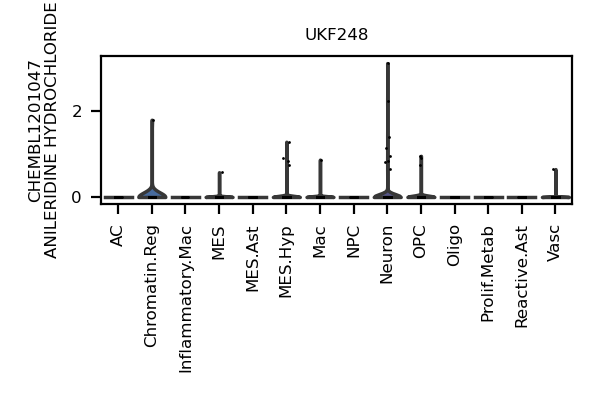 UKF248
CHEMBL1201047
ANILERIDINE HYDROCHLORIDE
2
0
AC
Chromatin.Reg
Inflammatory.Mac
MES
MES.Ast
MES.Hyp
Mac
NPC
Neuron
OPC
Oligo
Prolif.Metab
Reactive.Ast
Vasc